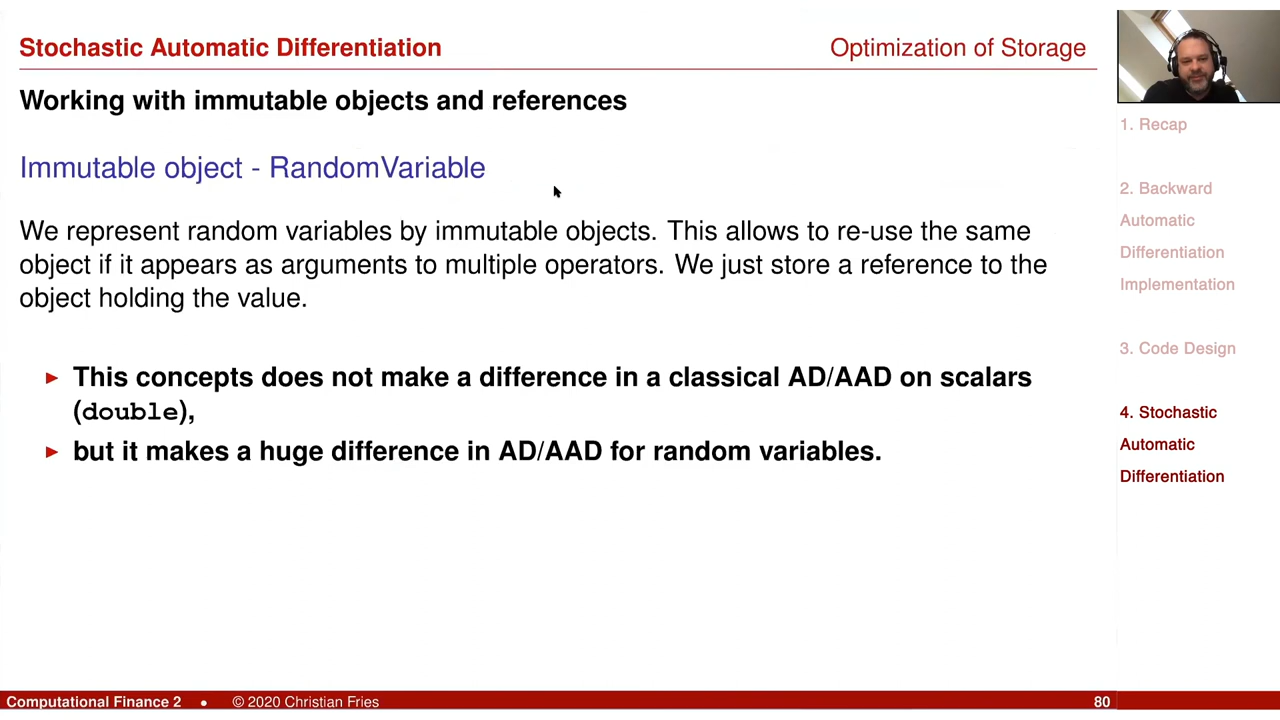 Stochastic Automatic Differentiation
Optimization of Storage
Working with immutable objects and references
Immutable object - RandomVariable
We represent random variables by immutable objects. This allows to re-use the same
object if it appears as arguments to multiple operators. We just store a reference to the
object holding the value.
► This concepts does not make a difference in a classical AD/AAD on scalars
(double),
► but it makes a huge difference in AD/AAD for random variables.
1. Recap
2. Backward
Automatic
Differentiation
Implementation
3. Code Design
4. Stochastic
Automatic
Differentiation
Computational Finance 2 • © 2020 Christian Fries
80